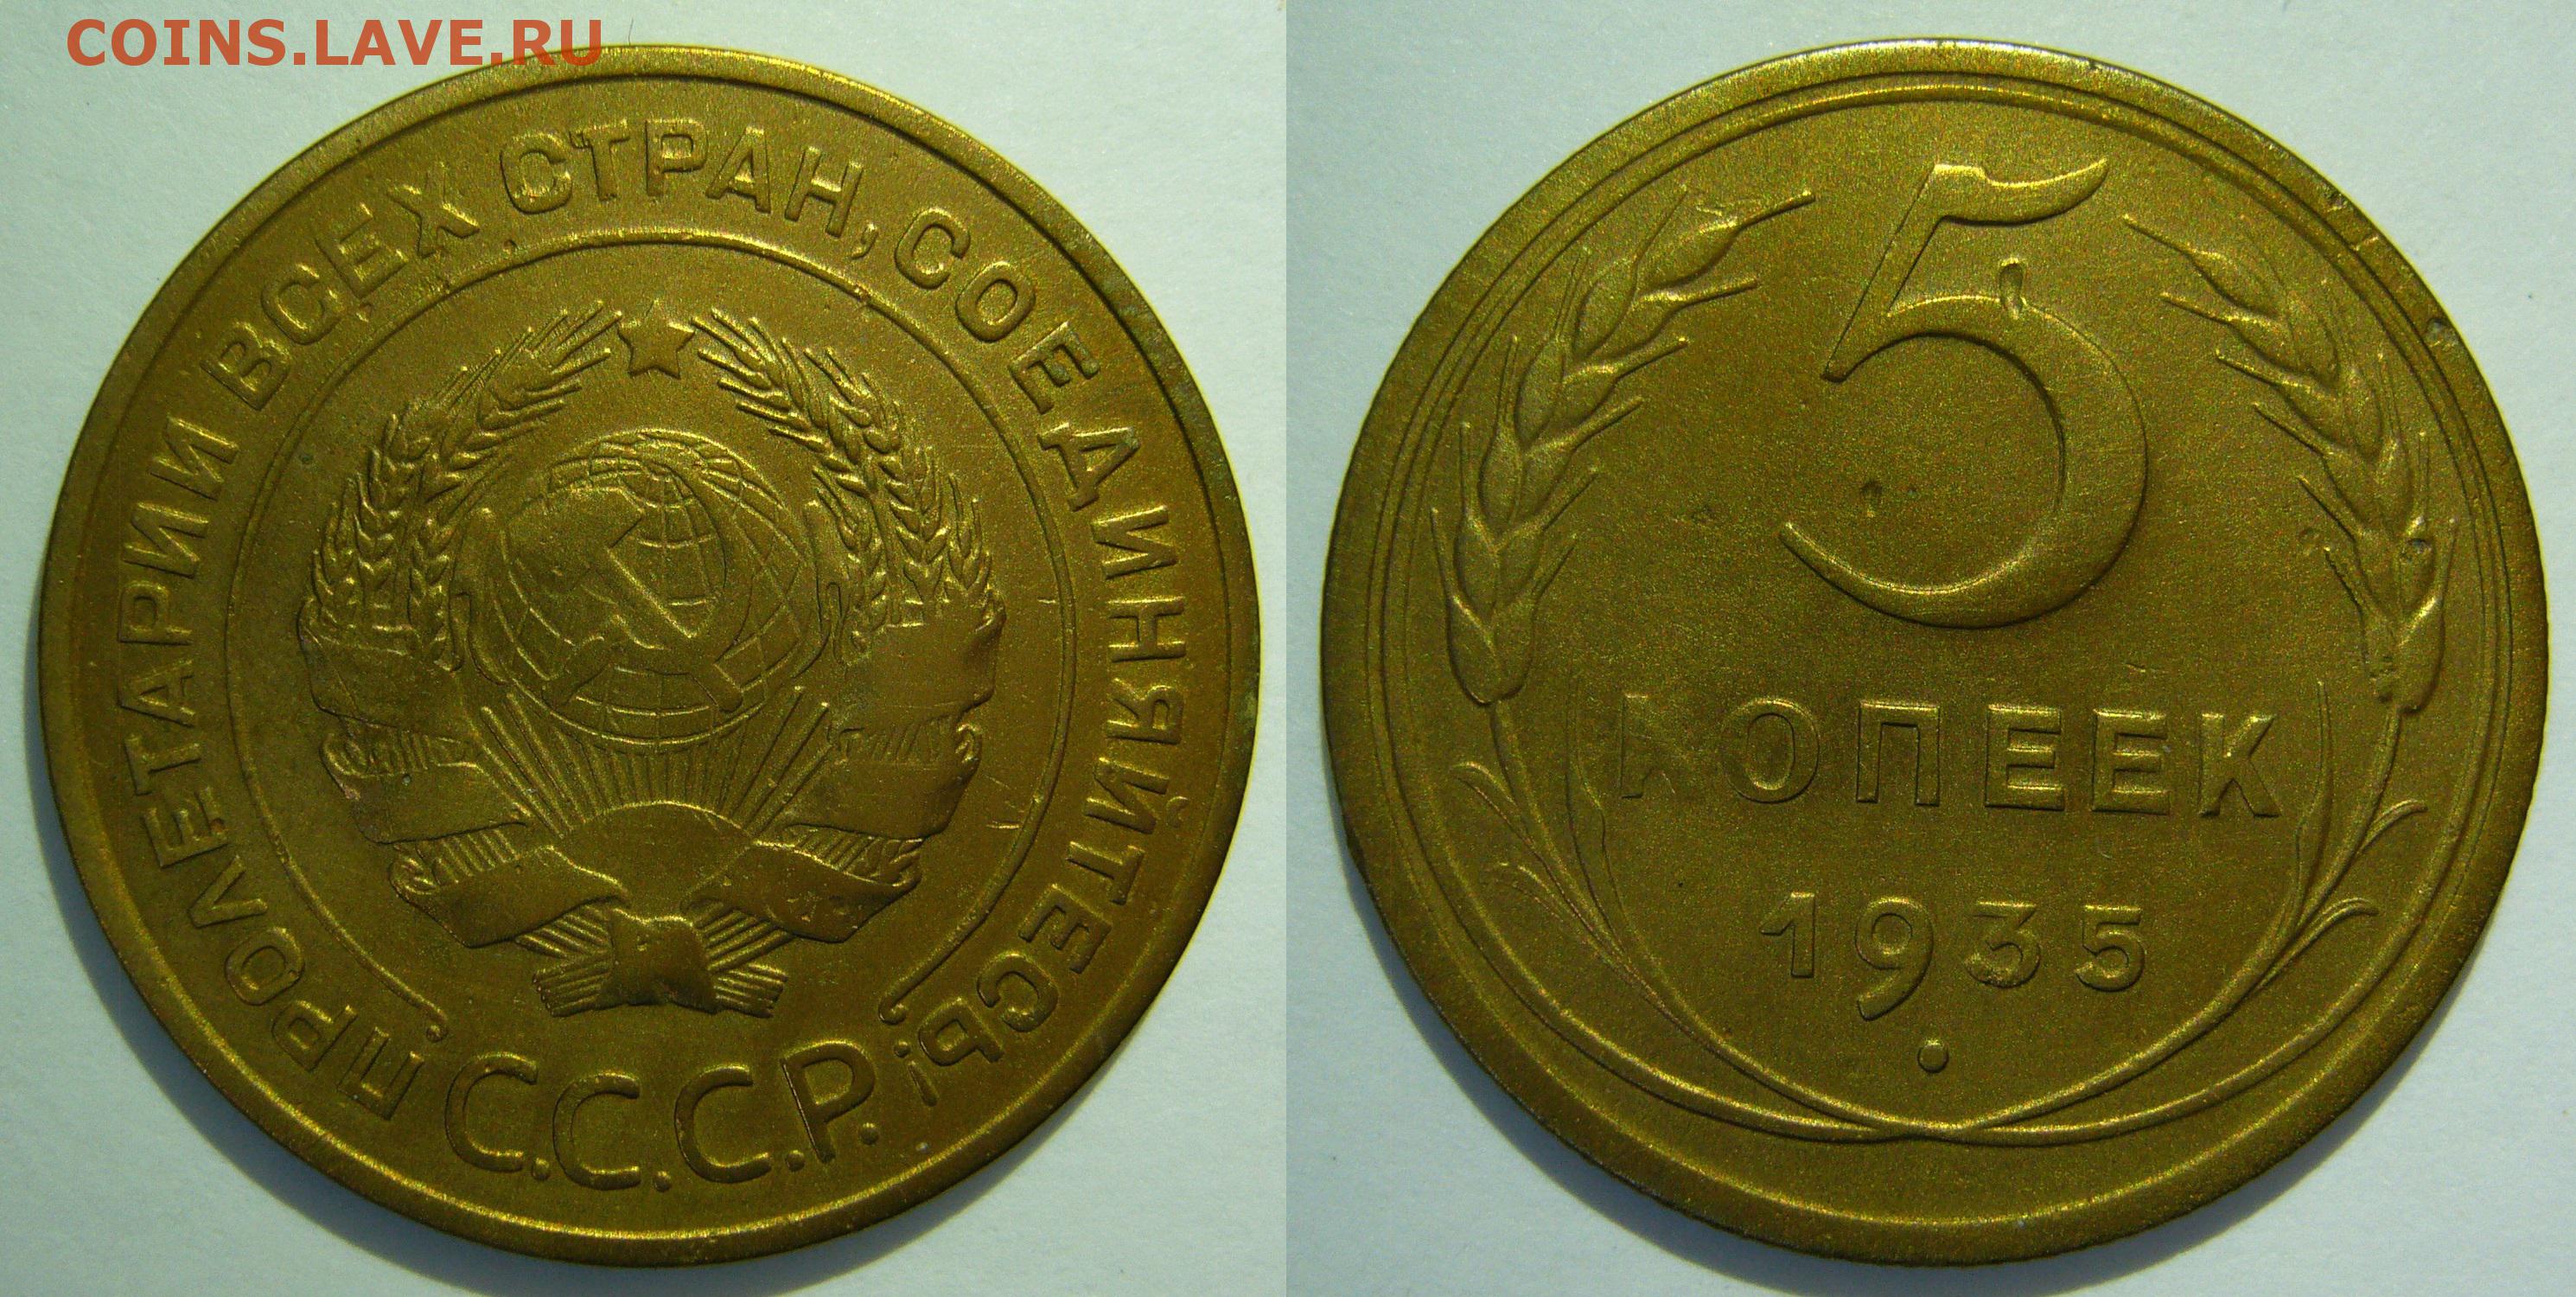 COINS.LAVE.RU
ПРОЛЕТАРИИ ВСЕХ СТРАН, СОЕДИНЯЙТЕСЬ!
С.С.С.Р.
5
КОПЕЕК
1935